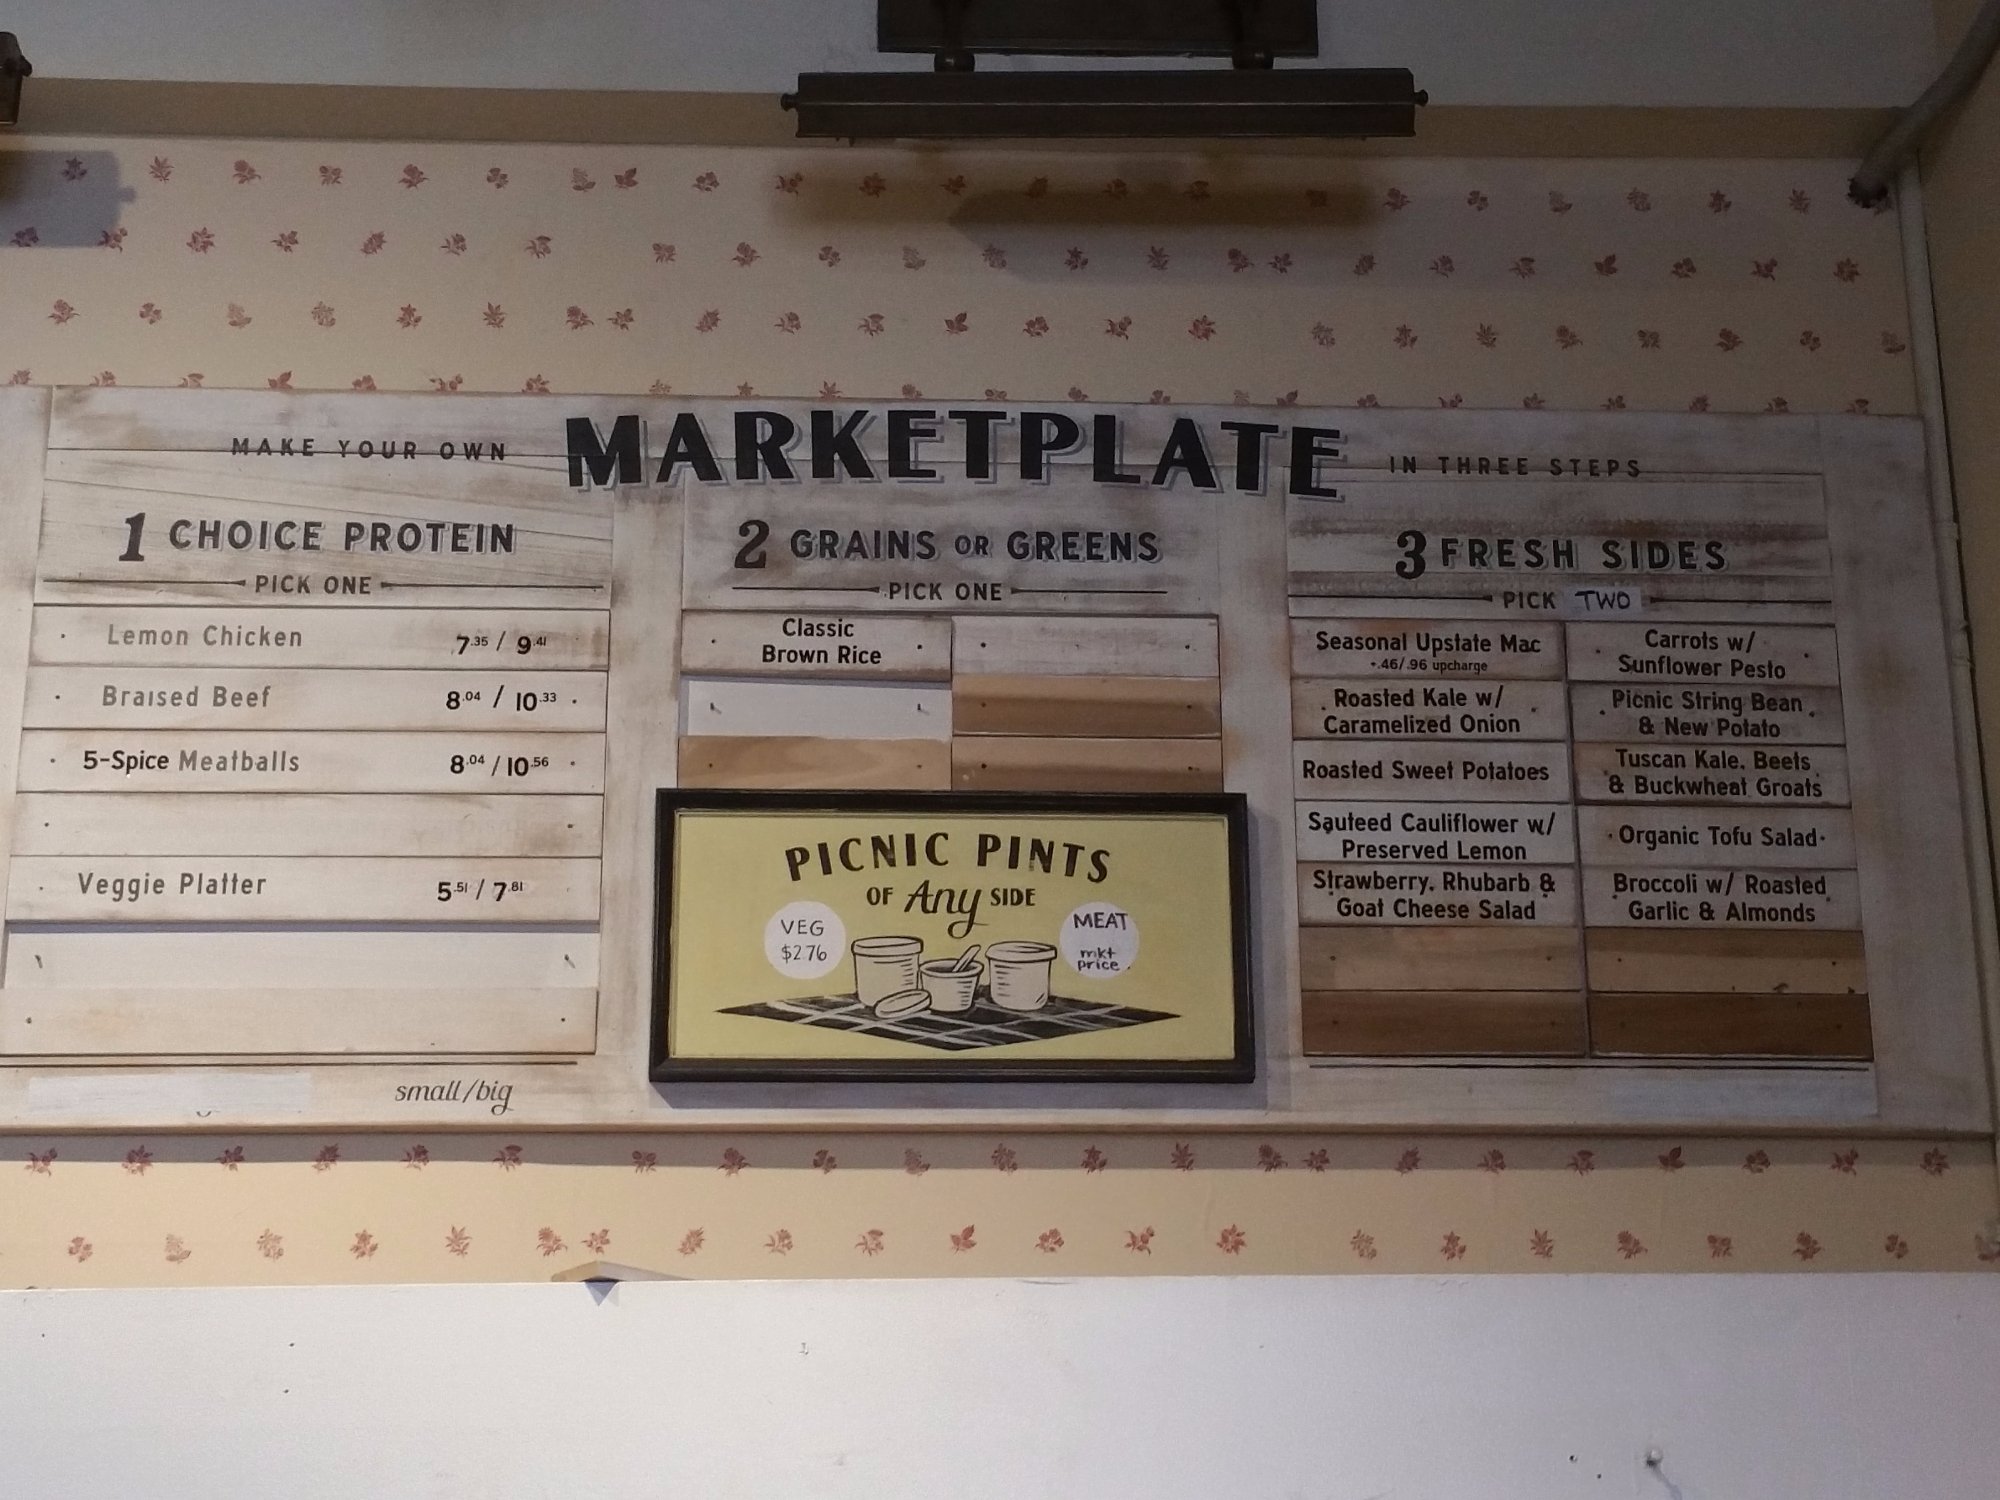 MAKE YOUR OWN MARKETPLATE IN THREE STEPS
1 CHOICE PROTEIN
PICK ONE
Lemon Chicken 7.35 / 9.41
Braised Beef 8.04 / 10.33
5-Spice Meatballs 8.04 / 10.56
Veggie Platter 5.51 / 7.81
small/big
2 GRAINS OR GREENS
PICK ONE
Classic
Brown Rice
PICNIC PINTS
OF Any SIDE
VEG
$2.76
MEAT
mkt
price.
3 FRESH SIDES
PICK TWO
Seasonal Upstate Mac
+.46/.96 upcharge
Roasted Kale w/
Caramelized Onion
Roasted Sweet Potatoes
Sauteed Cauliflower w/
Preserved Lemon
Strawberry, Rhubarb &
Goat Cheese Salad
Carrots w/
Sunflower Pesto
Picnic String Bean
& New Potato
Tuscan Kale, Beets
& Buckwheat Groats
Organic Tofu Salad
Broccoli w/ Roasted
Garlic & Almonds